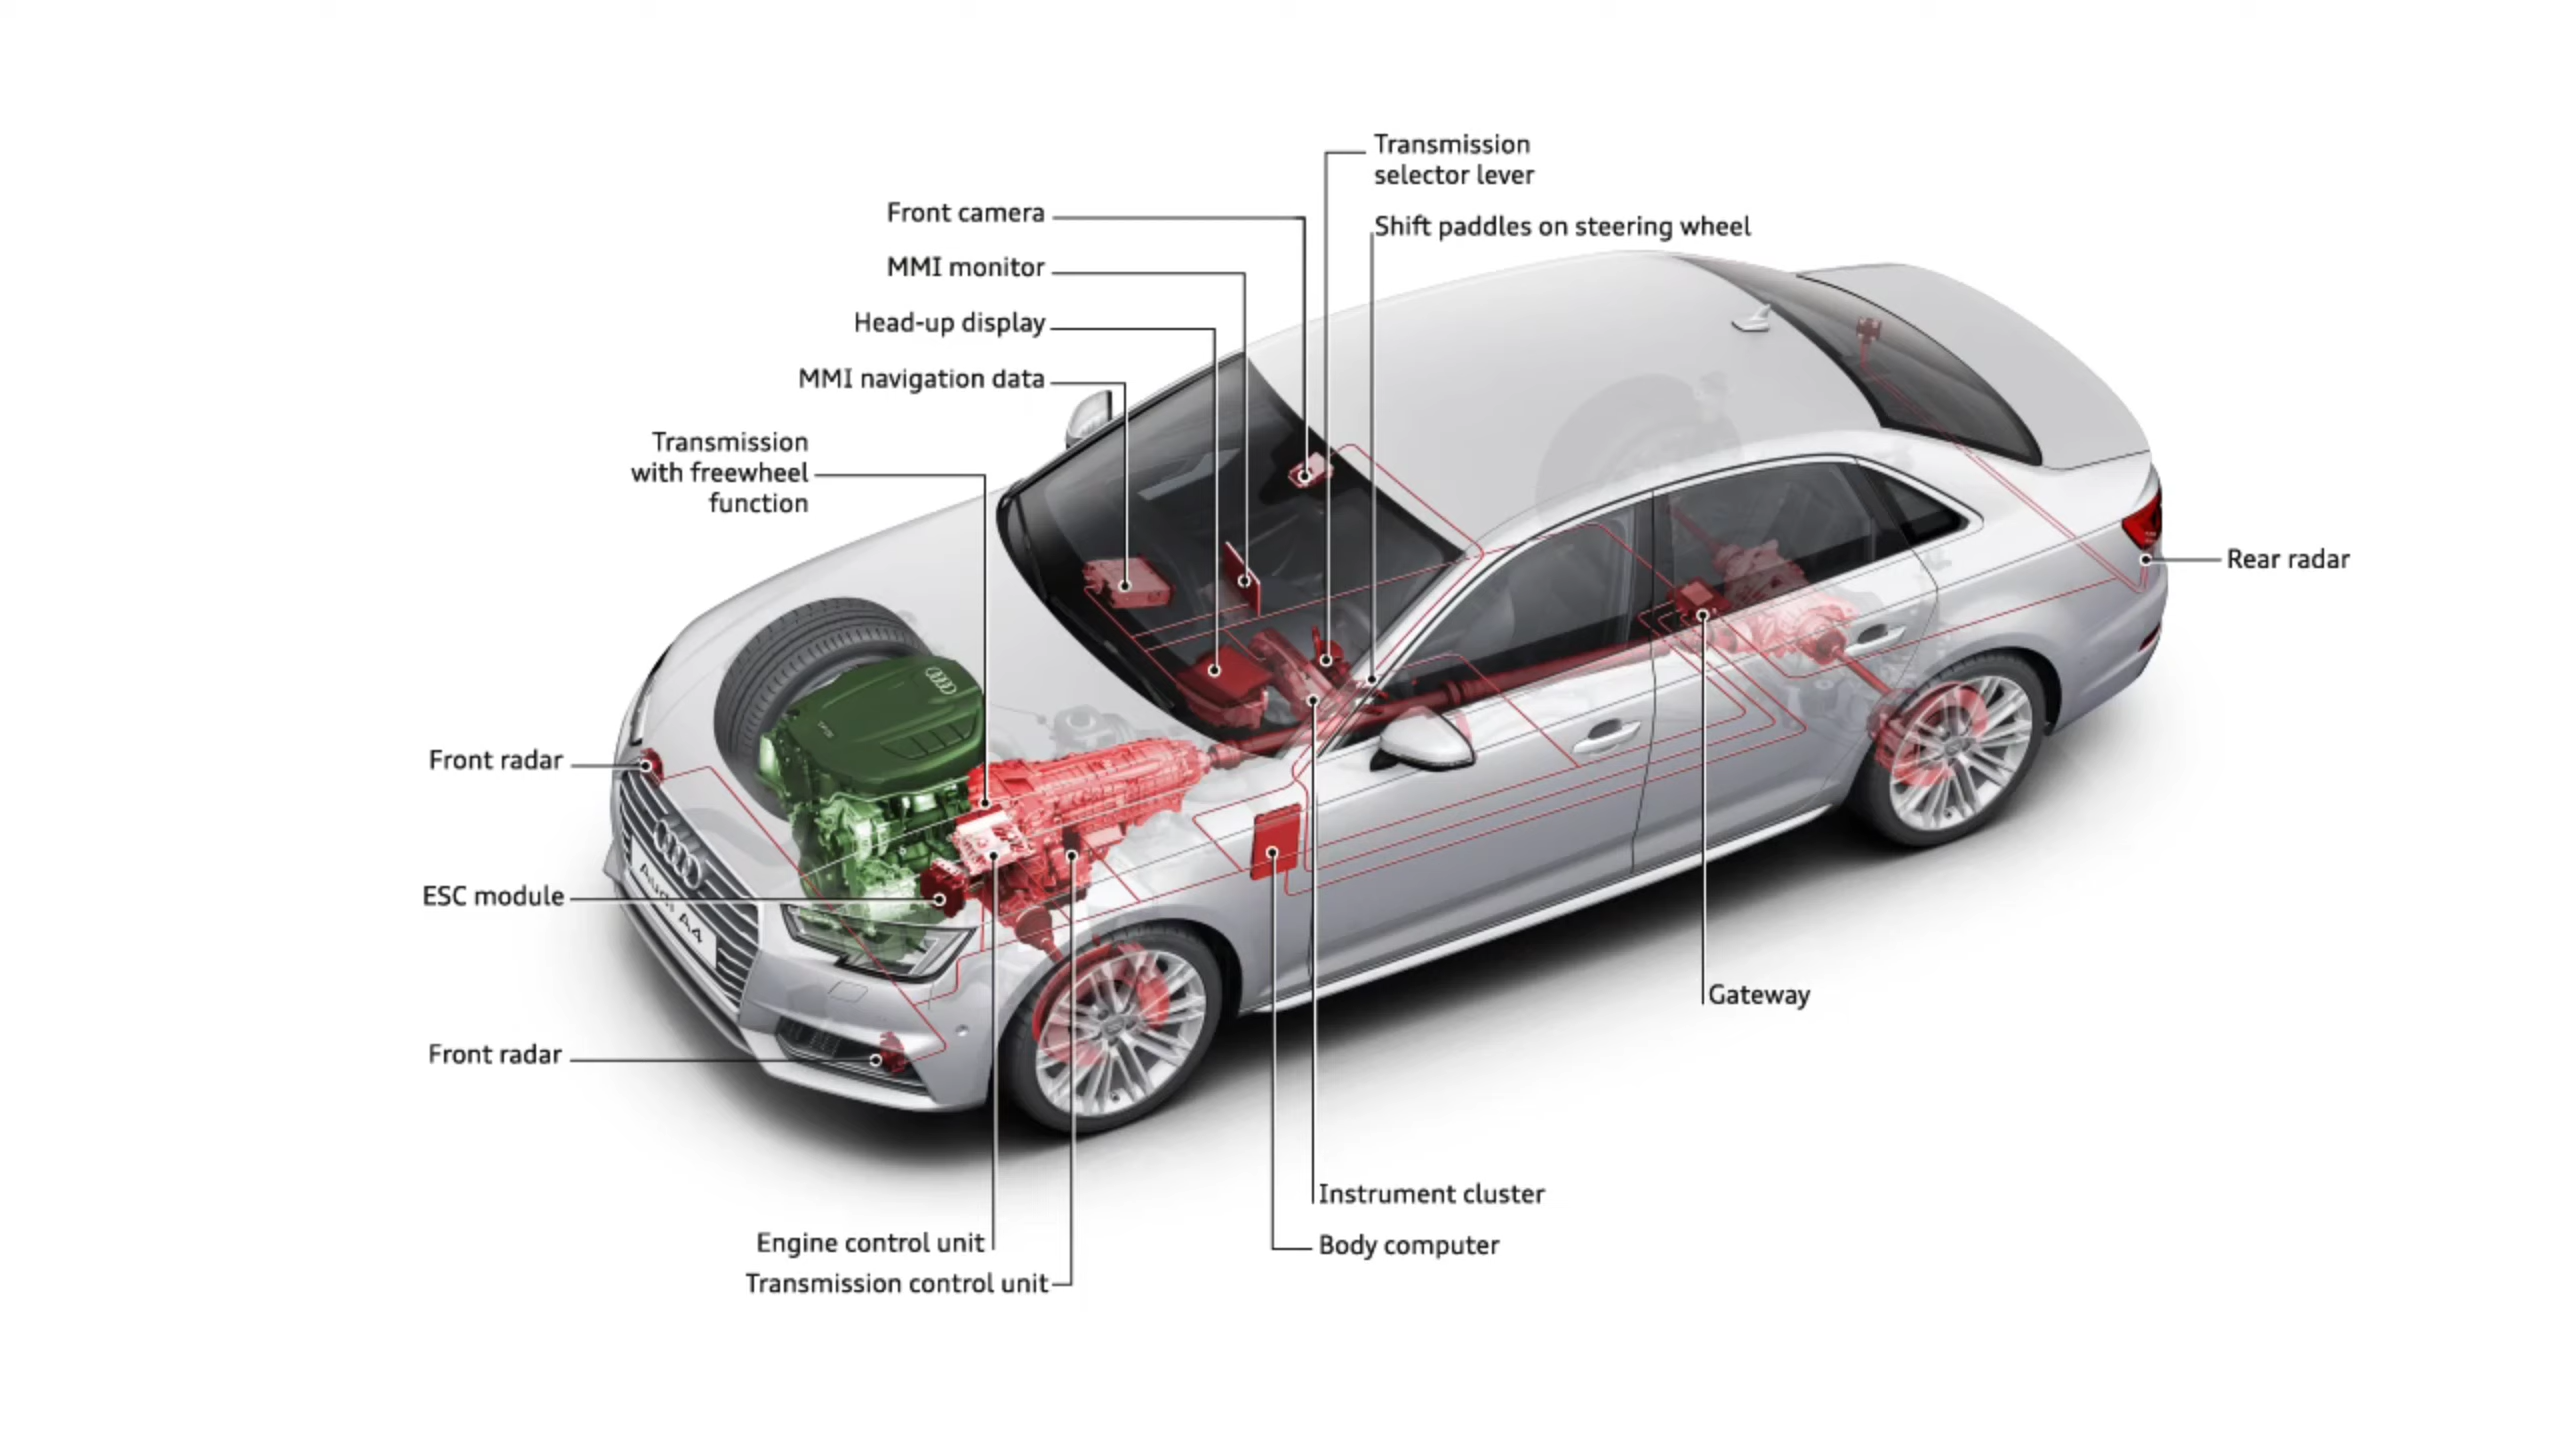 Transmission
selector lever
Front camera
Shift paddles on steering wheel
MMI monitor
Head-up display
MMI navigation data
Transmission
with freewheel
function
Rear radar
Front radar
ESC module
Audi A4
Gateway
Front radar
Instrument cluster
Engine control unit
Body computer
Transmission control unit